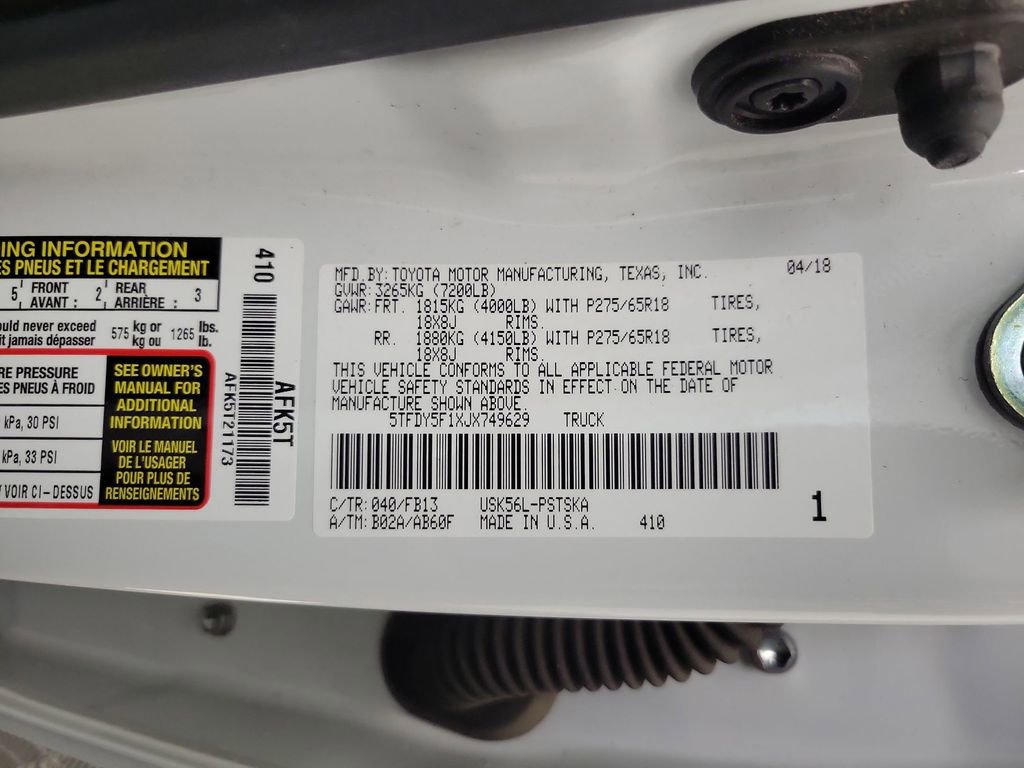 ING INFORMATION
ES PNEUS ET LE CHARGEMENT
5 FRONT AVANT : 2 REAR ARRIÈRE : 3
ould never exceed 575 kg or 1265 lbs.
it jamais dépasser kg ou lb.
RE PRESSURE
ES PNEUS À FROID
kPa, 30 PSI
kPa, 33 PSI
VOIR CI-DESSUS
SEE OWNER'S
MANUAL FOR
ADDITIONAL
INFORMATION
VOIR LE MANUEL
DE L'USAGER
POUR PLUS DE
RENSEIGNEMENTS
410
AFK5T21173
AFK5T
MFD.BY:TOYOTA MOTOR MANUFACTURING, TEXAS, INC. 04/18
GVWR:3265KG (7200LB)
GAWR:FRT. 1815KG (4000LB) WITH P275/65R18 TIRES,
18X8J RIMS.
RR. 1880KG (4150LB) WITH P275/65R18 TIRES,
18X8J RIMS.
THIS VEHICLE CONFORMS TO ALL APPLICABLE FEDERAL MOTOR
VEHICLE SAFETY STANDARDS IN EFFECT ON THE DATE OF
MANUFACTURE SHOWN ABOVE.
5TFDY5F1XJX749629 TRUCK
C/TR:040/FB13 USK56L-PSTSKA
A/TM:B02A/AB60F MADE IN U.S.A. 410
1